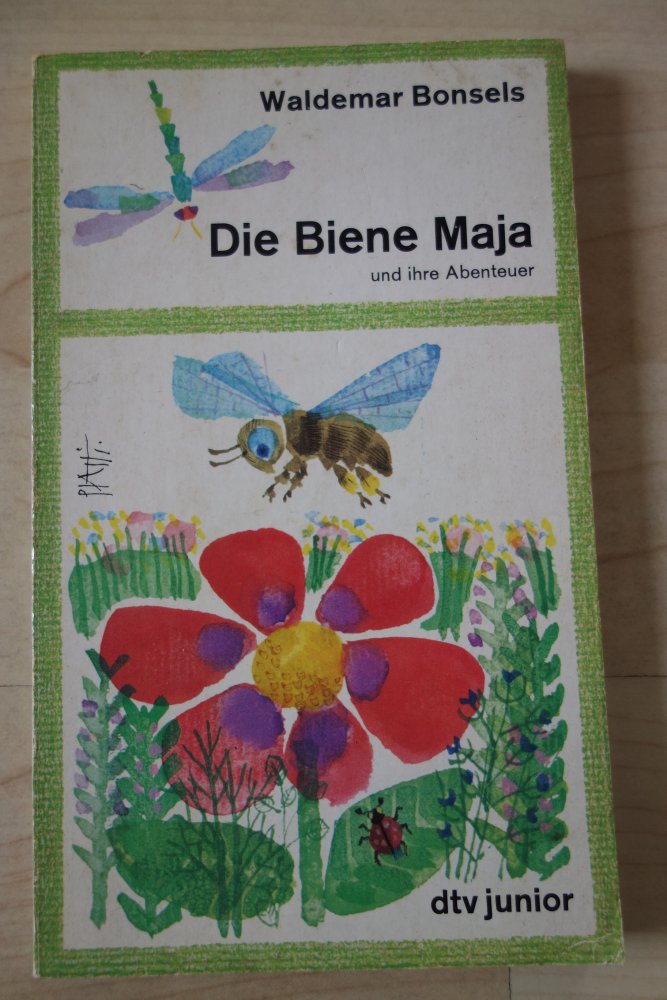 Waldemar Bonsels
Die Biene Maja
und ihre Abenteuer
dtv junior